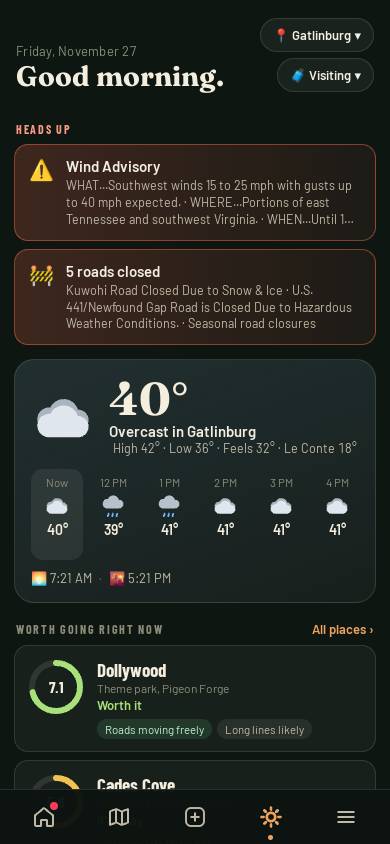 Friday, November 27
Good morning.
📍 Gatlinburg ▾
🧳 Visiting ▾
HEADS UP
Wind Advisory
WHAT...Southwest winds 15 to 25 mph with gusts up
to 40 mph expected. · WHERE...Portions of east
Tennessee and southwest Virginia. · WHEN...Until 1...
5 roads closed
Kuwohi Road Closed Due to Snow & Ice · U.S.
441/Newfound Gap Road is Closed Due to Hazardous
Weather Conditions. · Seasonal road closures
40°
Overcast in Gatlinburg
High 42° · Low 36° · Feels 32° · Le Conte 18°
Now 12 PM 1 PM 2 PM 3 PM 4 PM
40° 39° 41° 41° 41° 41°
7:21 AM · 5:21 PM
WORTH GOING RIGHT NOW All places ›
7.1
Dollywood
Theme park, Pigeon Forge
Worth it
Roads moving freely Long lines likely
Cades Cove